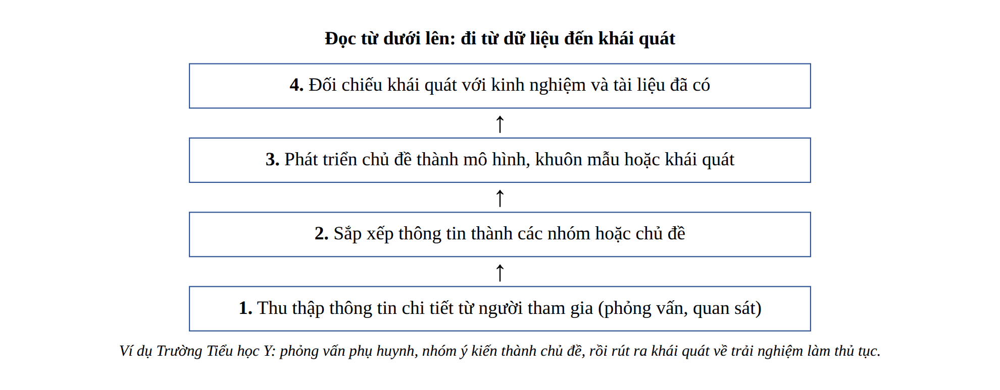 Đọc từ dưới lên: đi từ dữ liệu đến khái quát
4. Đối chiếu khái quát với kinh nghiệm và tài liệu đã có
↑
3. Phát triển chủ đề thành mô hình, khuôn mẫu hoặc khái quát
↑
2. Sắp xếp thông tin thành các nhóm hoặc chủ đề
↑
1. Thu thập thông tin chi tiết từ người tham gia (phỏng vấn, quan sát)
Ví dụ Trường Tiểu học Y: phỏng vấn phụ huynh, nhóm ý kiến thành chủ đề, rồi rút ra khái quát về trải nghiệm làm thủ tục.